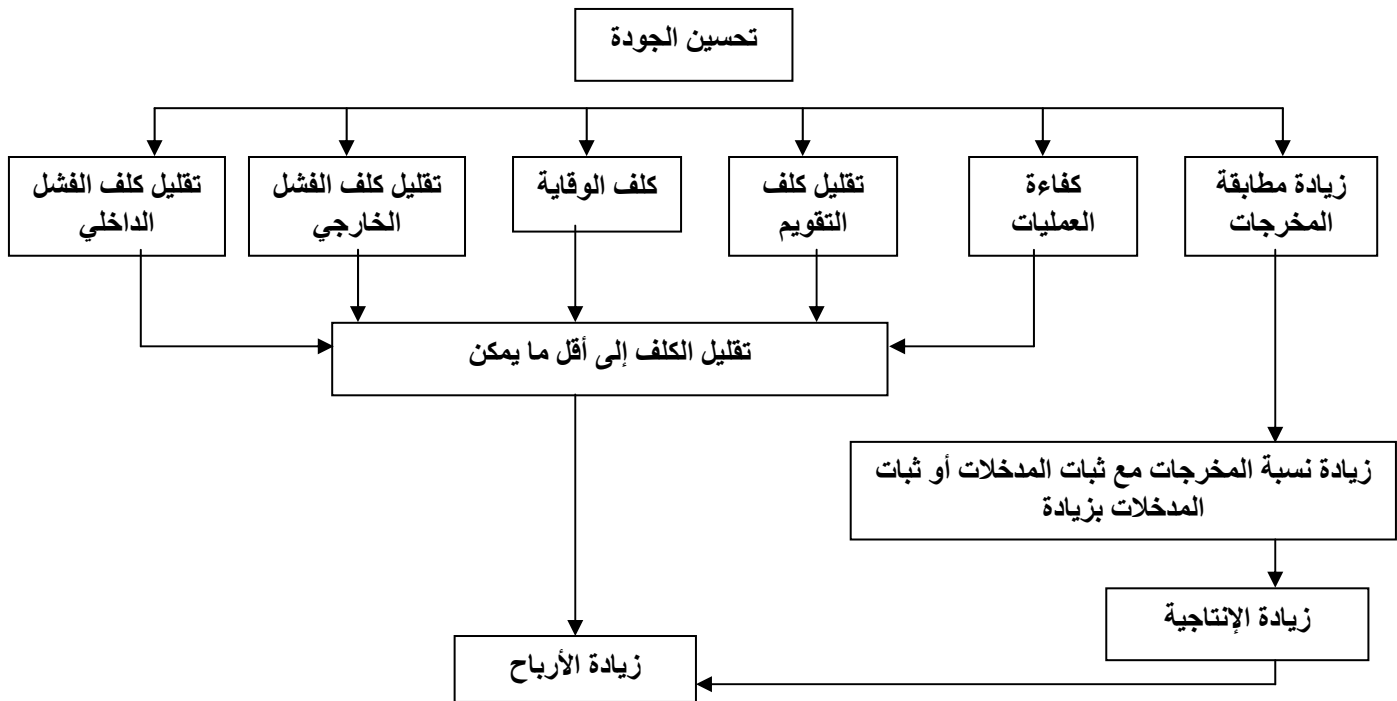 تحسين الجودة
زيادة مطابقة
المخرجات
كفاءة
العمليات
تقليل كلف
التقويم
كلف الوقاية
تقليل كلف الفشل
الخارجي
تقليل كلف الفشل
الداخلي
تقليل الكلف إلى أقل ما يمكن
زيادة نسبة المخرجات مع ثبات المدخلات أو ثبات
المدخلات بزيادة
زيادة الإنتاجية
زيادة الأرباح